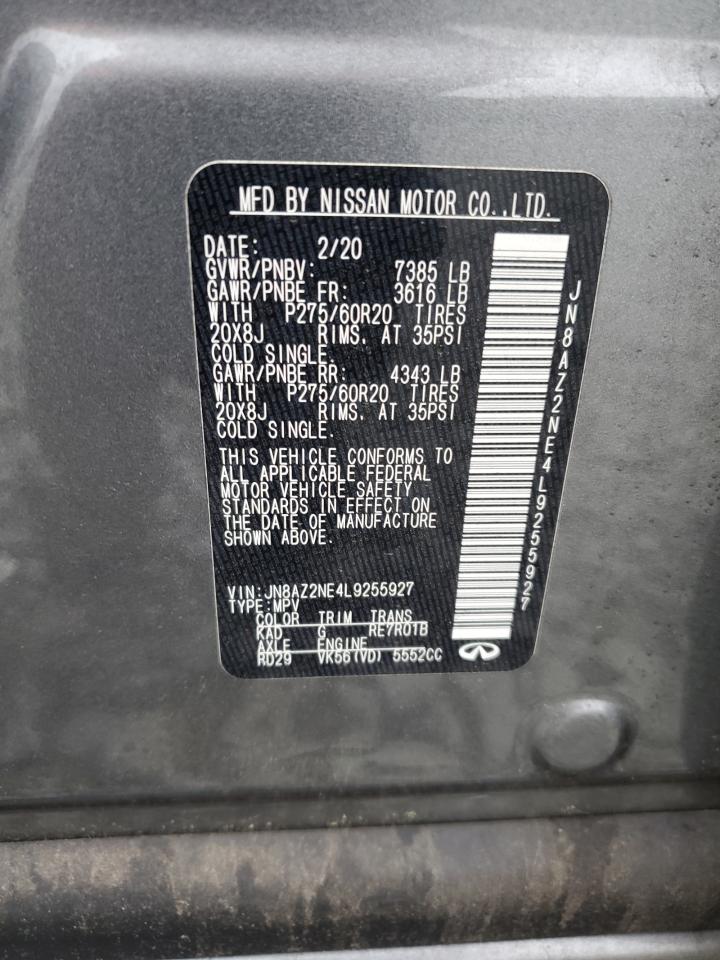 MFD BY NISSAN MOTOR CO.,LTD.
DATE: 2/20
GVWR/PNBV: 7385 LB
GAWR/PNBE FR: 3616 LB
WITH P275/60R20 TIRES
20X8J RIMS, AT 35PSI
COLD SINGLE.
GAWR/PNBE RR: 4343 LB
WITH P275/60R20 TIRES
20X8J RIMS, AT 35PSI
COLD SINGLE.
THIS VEHICLE CONFORMS TO
ALL APPLICABLE FEDERAL
MOTOR VEHICLE SAFETY
STANDARDS IN EFFECT ON
THE DATE OF MANUFACTURE
SHOWN ABOVE.
VIN:JN8AZ2NE4L9255927
TYPE:MPV
COLOR TRIM TRANS
KAD G RE7R01B
AXLE ENGINE
RD29 VK56(VD) 5552CC
JN8AZ2NE4L9255927